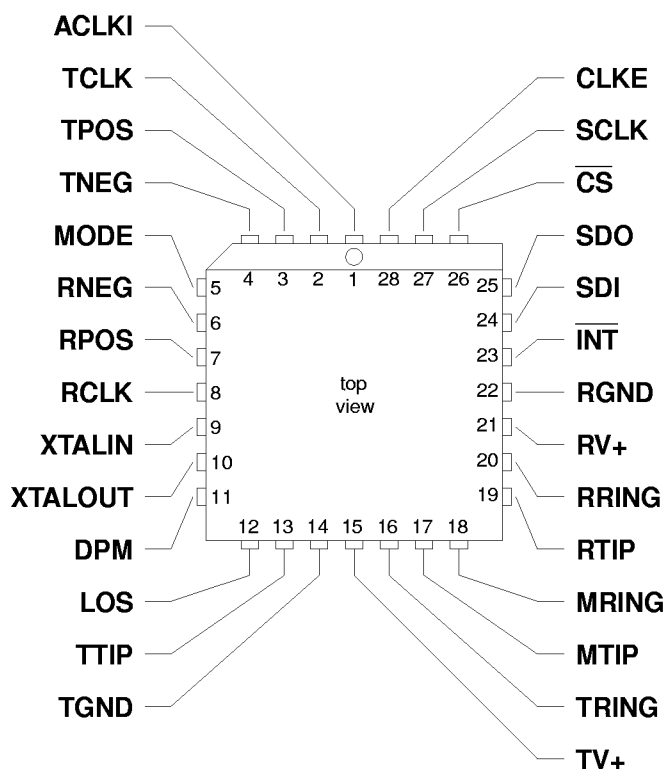 ACLKI
TCLK
TPOS
TNEG
MODE
RNEG
RPOS
RCLK
XTALIN
XTALOUT
DPM
LOS
TTIP
TGND
CLKE
SCLK
C̅S̅
SDO
SDI
I̅N̅T̅
RGND
RV+
RRING
RTIP
MRING
MTIP
TRING
TV+
4 3 2 1 28 27 26
5
6
7
8
9
10
11
25
24
23
22
21
20
19
12 13 14 15 16 17 18
top
view